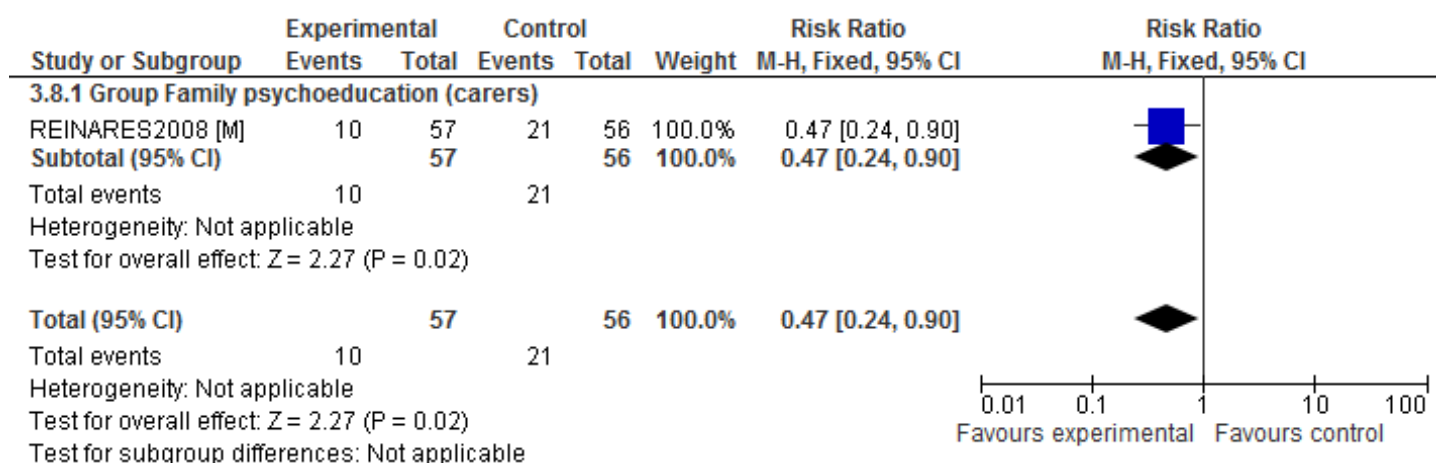 Experimental Control Risk Ratio Risk Ratio
Study or Subgroup Events Total Events Total Weight M-H, Fixed, 95% CI M-H, Fixed, 95% CI
3.8.1 Group Family psychoeducation (carers)
REINARES2008 [M] 10 57 21 56 100.0% 0.47 [0.24, 0.90]
Subtotal (95% CI) 57 56 100.0% 0.47 [0.24, 0.90]
Total events 10 21
Heterogeneity: Not applicable
Test for overall effect: Z = 2.27 (P = 0.02)
Total (95% CI) 57 56 100.0% 0.47 [0.24, 0.90]
Total events 10 21
Heterogeneity: Not applicable
Test for overall effect: Z = 2.27 (P = 0.02)
Test for subgroup differences: Not applicable
0.01 0.1 1 10 100
Favours experimental Favours control